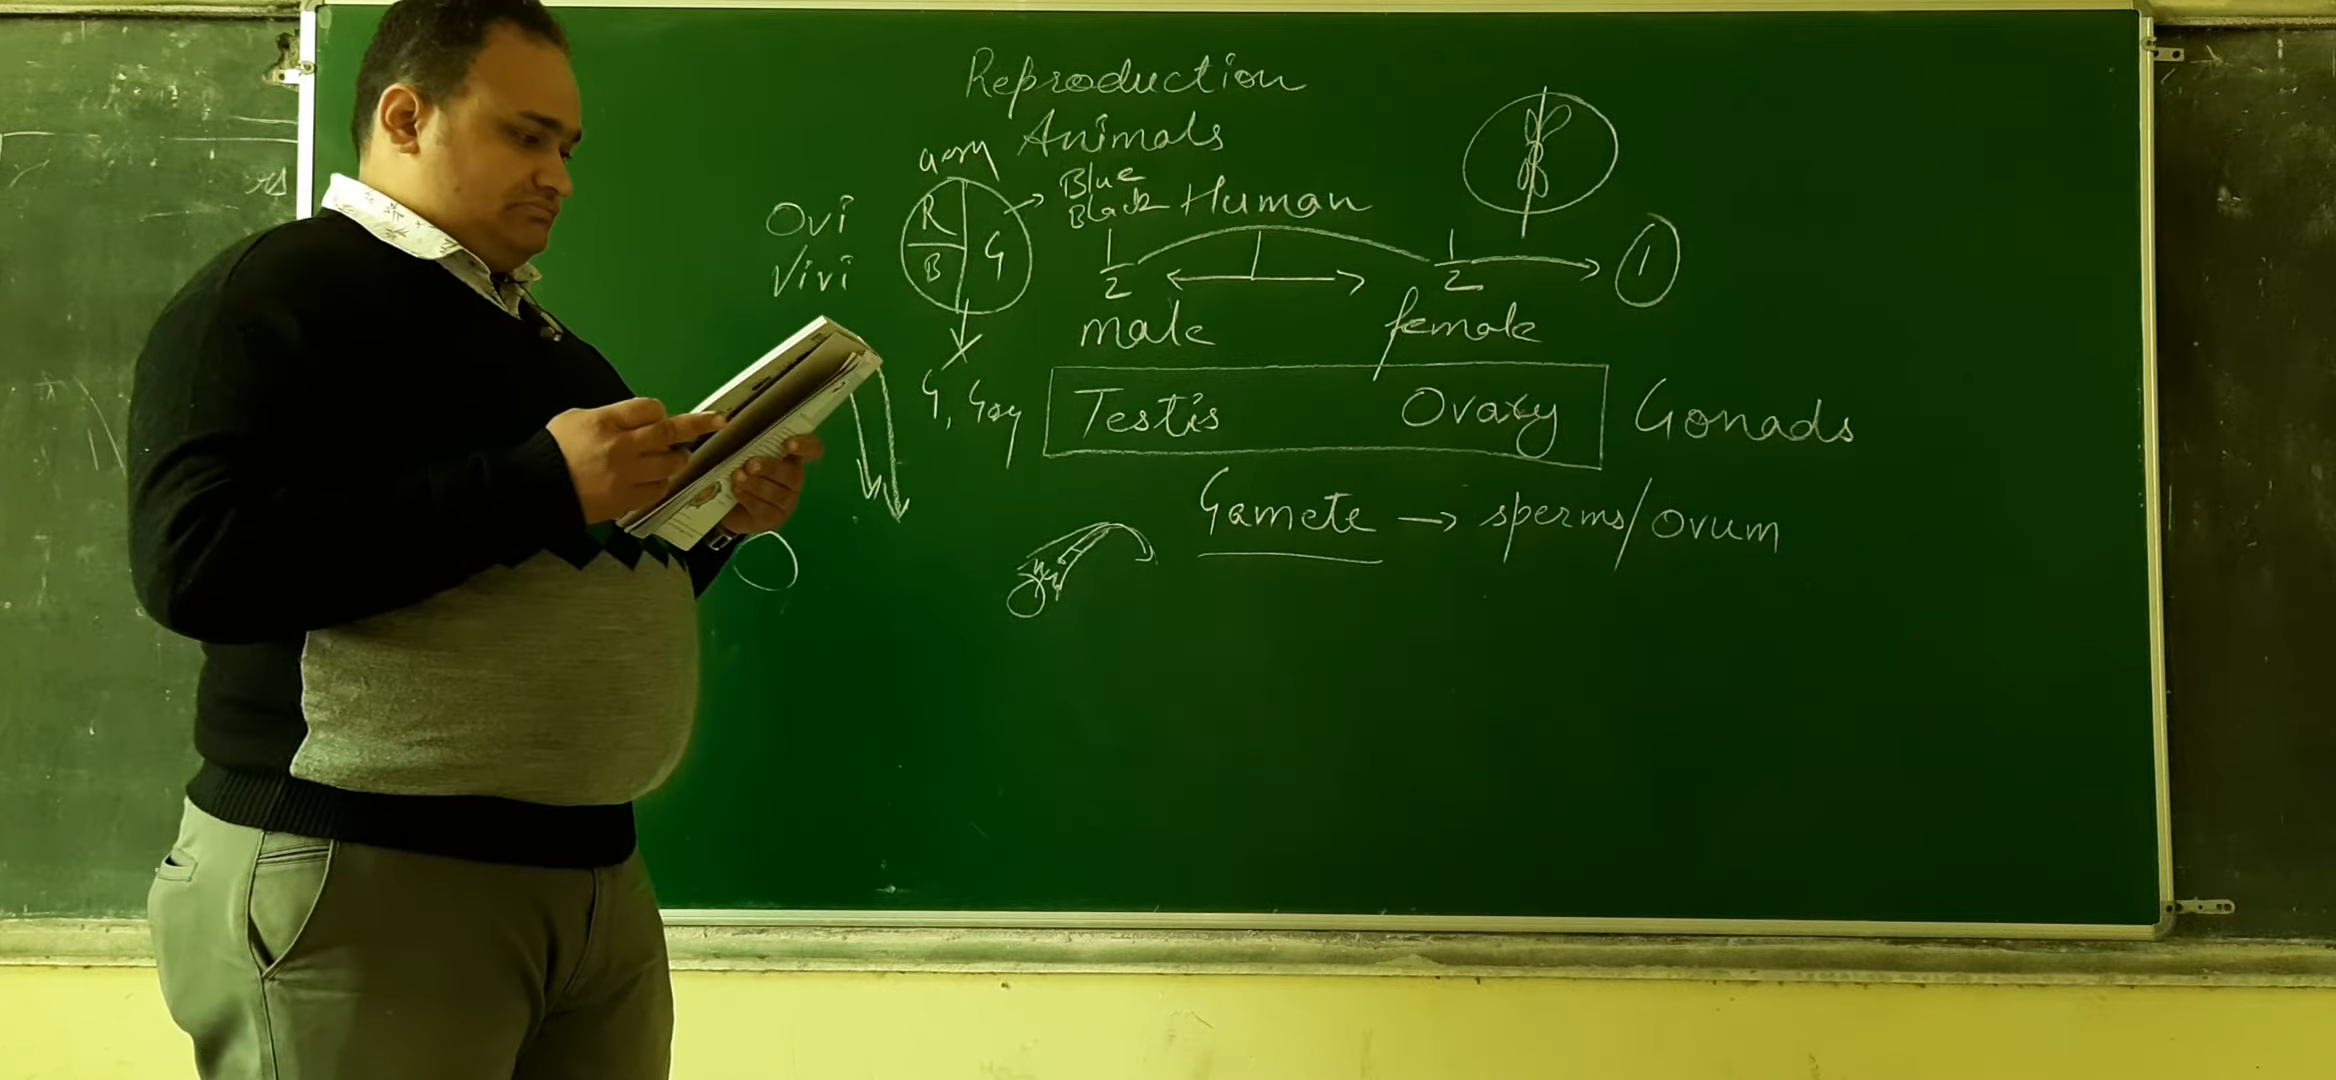 Reproduction
Animals
Blue
Black Human
Ovi
Vivi
R
B
G
1/2
1/2
1
male female
Testis Ovary Gonads
Gamete → sperms/ovum